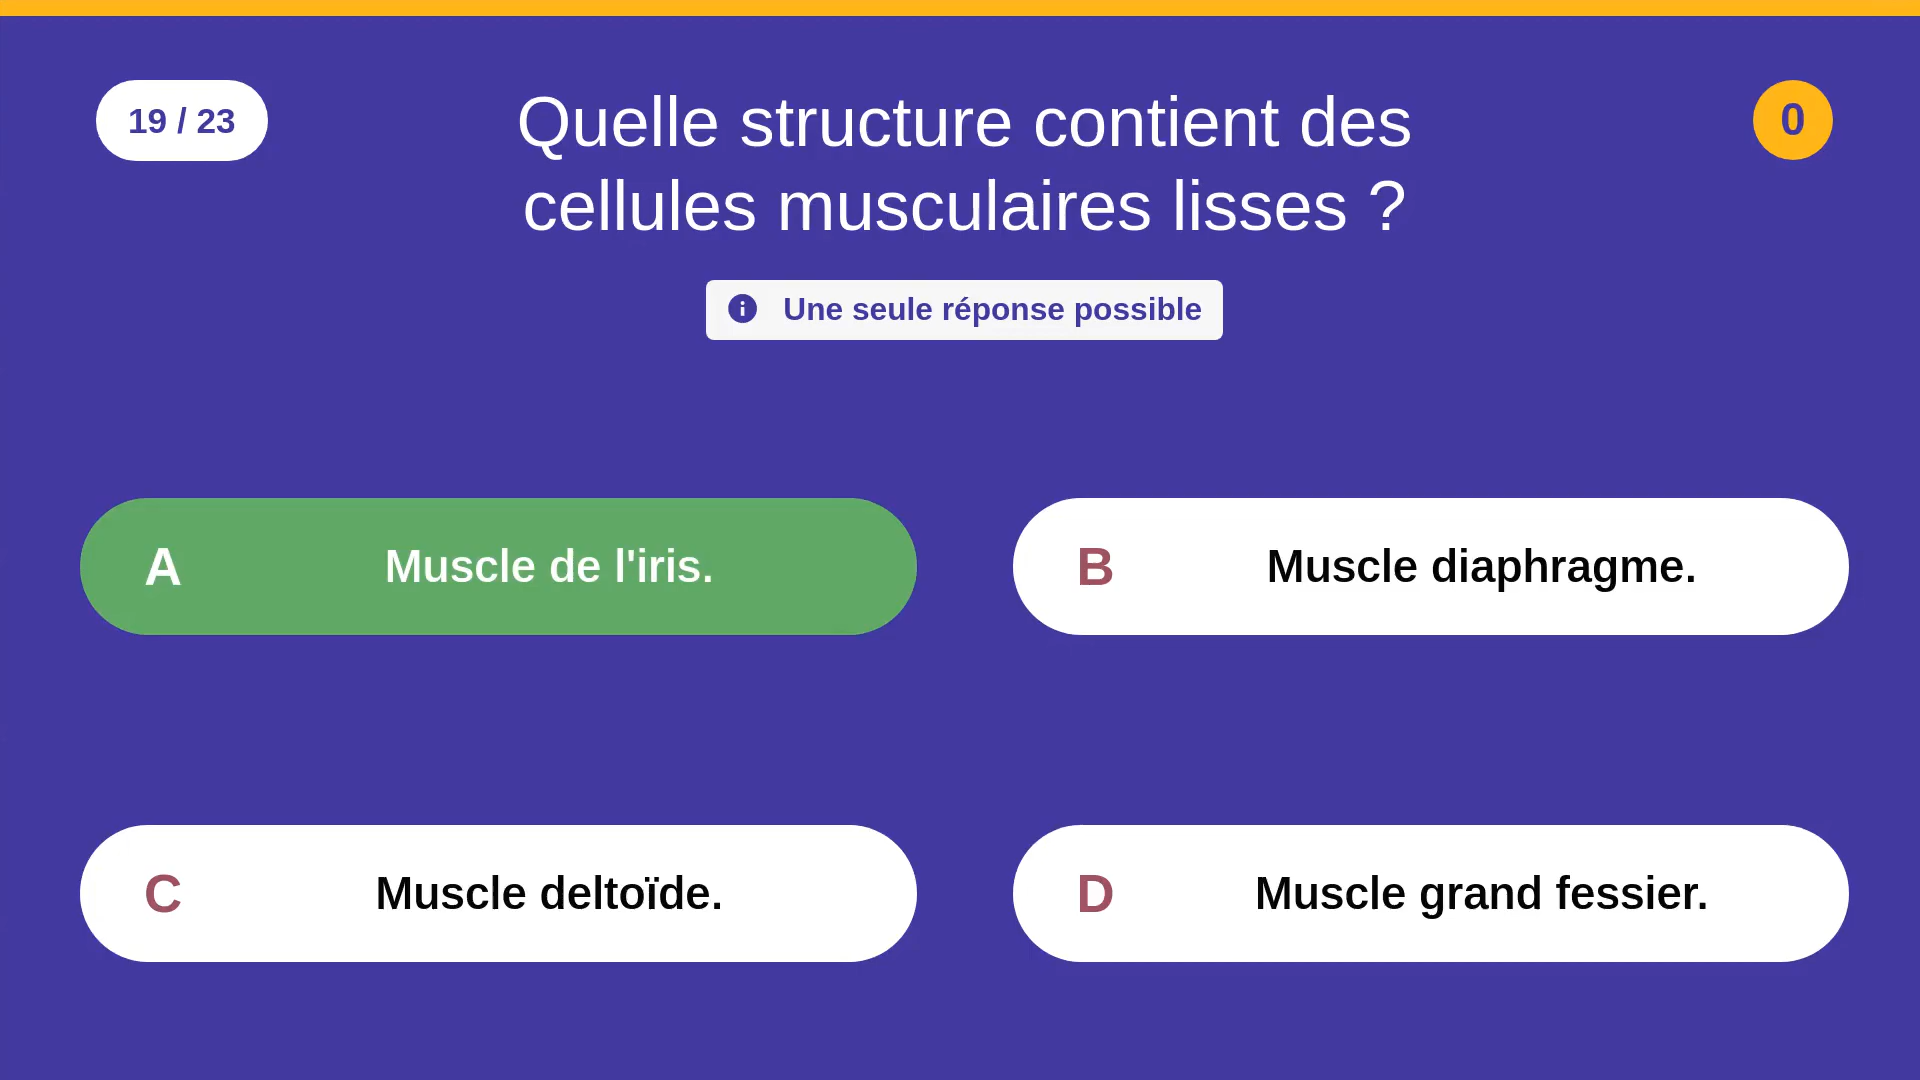 19 / 23
Quelle structure contient des
cellules musculaires lisses ?
0
Une seule réponse possible
A Muscle de l'iris.
B Muscle diaphragme.
C Muscle deltoïde.
D Muscle grand fessier.